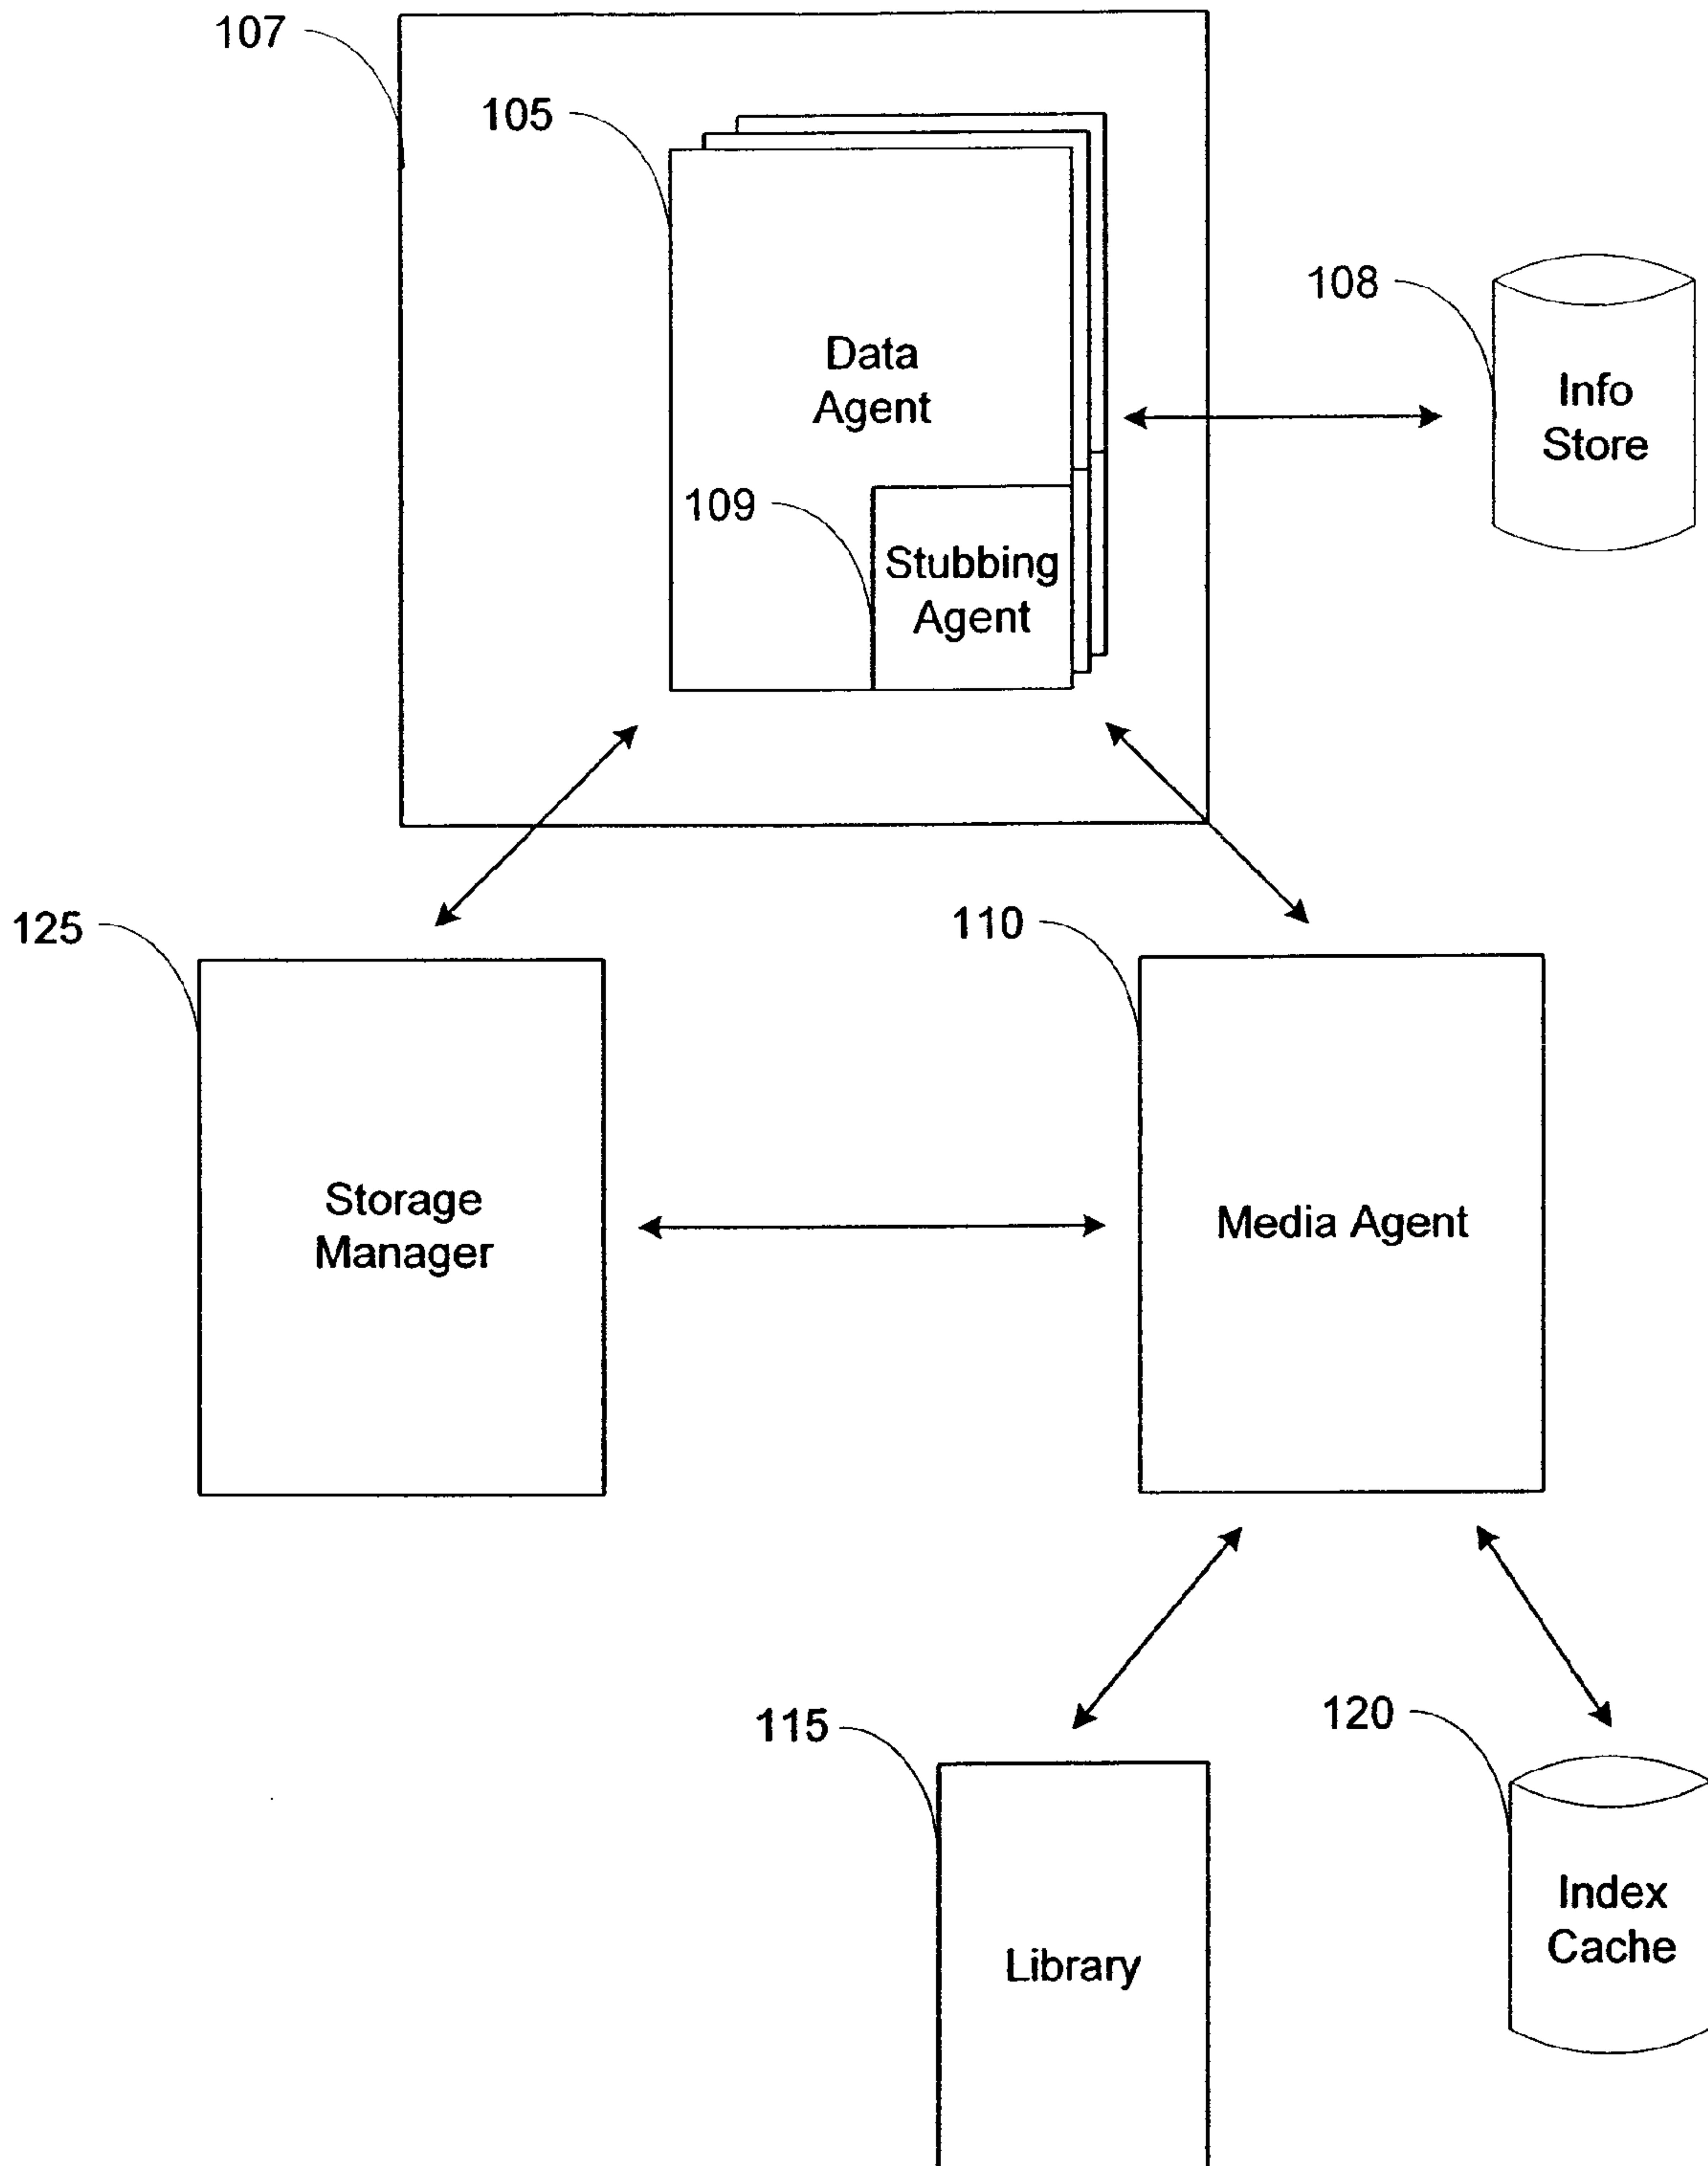 107
105
108
Data
Agent
Info
Store
109
Stubbing
Agent
125
110
Storage
Manager
Media Agent
115
120
Index
Cache
Library